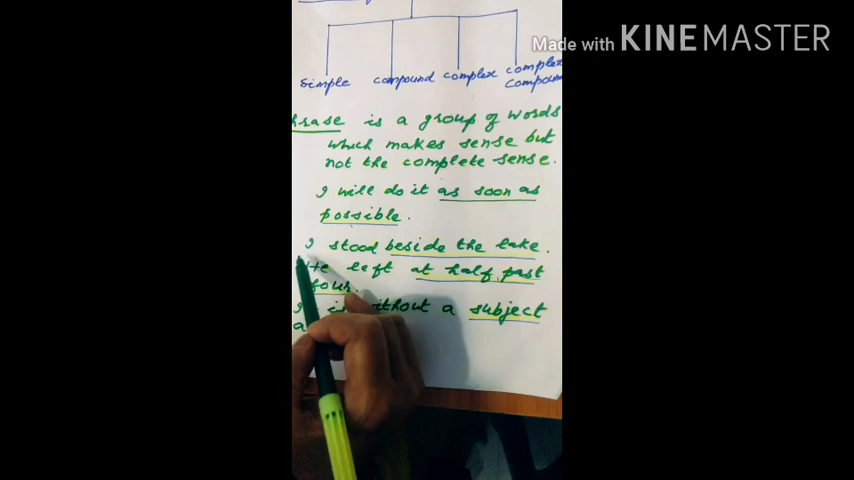 Made with KINEMASTER
simple compound complex complex
compoun
hrase is a group of words
which makes sense but
not the complete sense.
I will do it as soon as
possible.
I stood beside the lake.
He left at half past
four.
without a subject